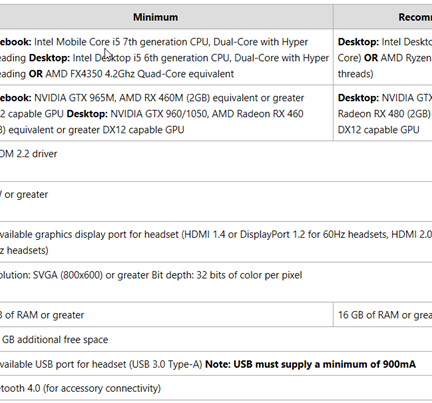 Minimum
Recom
ebook: Intel Mobile Core i5 7th generation CPU, Dual-Core with Hyper
eading Desktop: Intel Desktop i5 6th generation CPU, Dual-Core with Hyper
eading OR AMD FX4350 4.2Ghz Quad-Core equivalent
Desktop: Intel Deskto
Core) OR AMD Ryzen
threads)
ebook: NVIDIA GTX 965M, AMD RX 460M (2GB) equivalent or greater
2 capable GPU Desktop: NVIDIA GTX 960/1050, AMD Radeon RX 460
) equivalent or greater DX12 capable GPU
Desktop: NVIDIA GTX
Radeon RX 480 (2GB)
DX12 capable GPU
DM 2.2 driver
or greater
vailable graphics display port for headset (HDMI 1.4 or DisplayPort 1.2 for 60Hz headsets, HDMI 2.0
z headsets)
olution: SVGA (800x600) or greater Bit depth: 32 bits of color per pixel
of RAM or greater
16 GB of RAM or grea
GB additional free space
vailable USB port for headset (USB 3.0 Type-A) Note: USB must supply a minimum of 900mA
etooth 4.0 (for accessory connectivity)